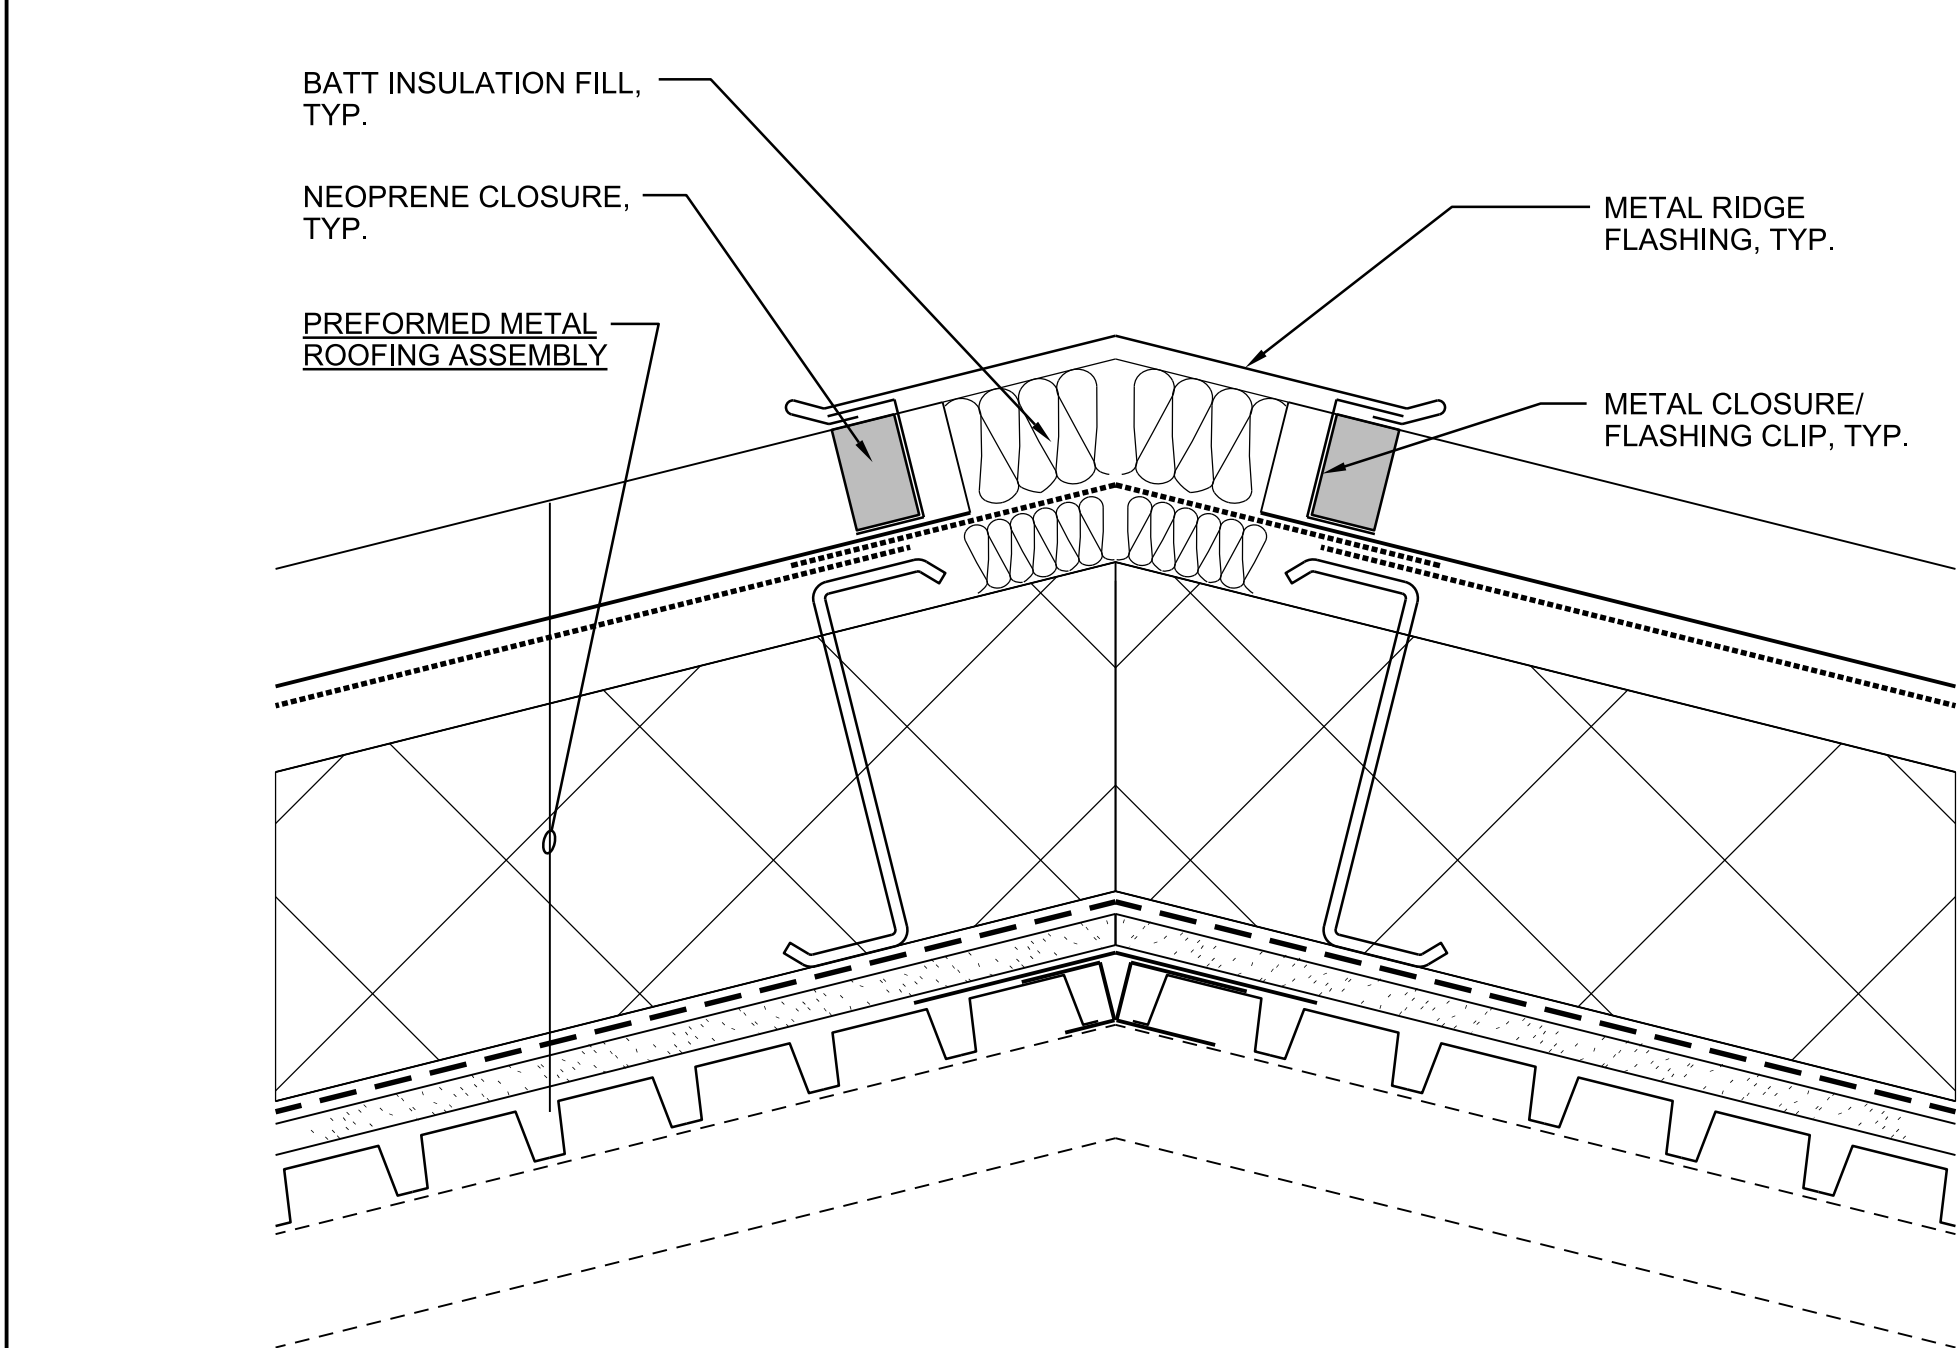 BATT INSULATION FILL,
TYP.
NEOPRENE CLOSURE,
TYP.
PREFORMED METAL
ROOFING ASSEMBLY
METAL RIDGE
FLASHING, TYP.
METAL CLOSURE/
FLASHING CLIP, TYP.